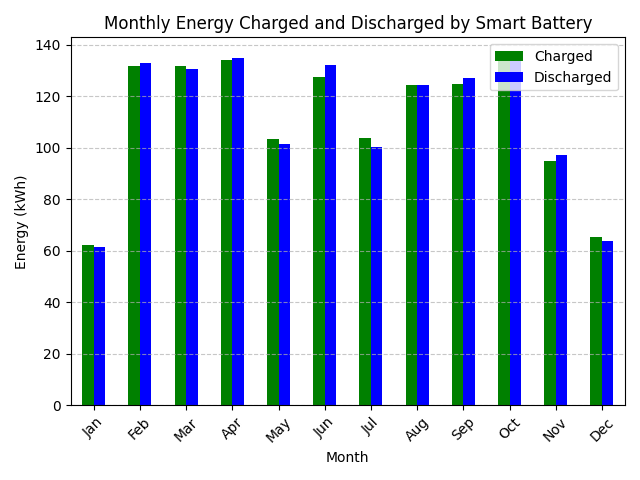 Monthly Energy Charged and Discharged by Smart Battery
140
120
100
80
60
40
20
0
Energy (kWh)
Charged
Discharged
Jan
Feb
Mar
Apr
May
Jun
Jul
Aug
Sep
Oct
Nov
Dec
Month